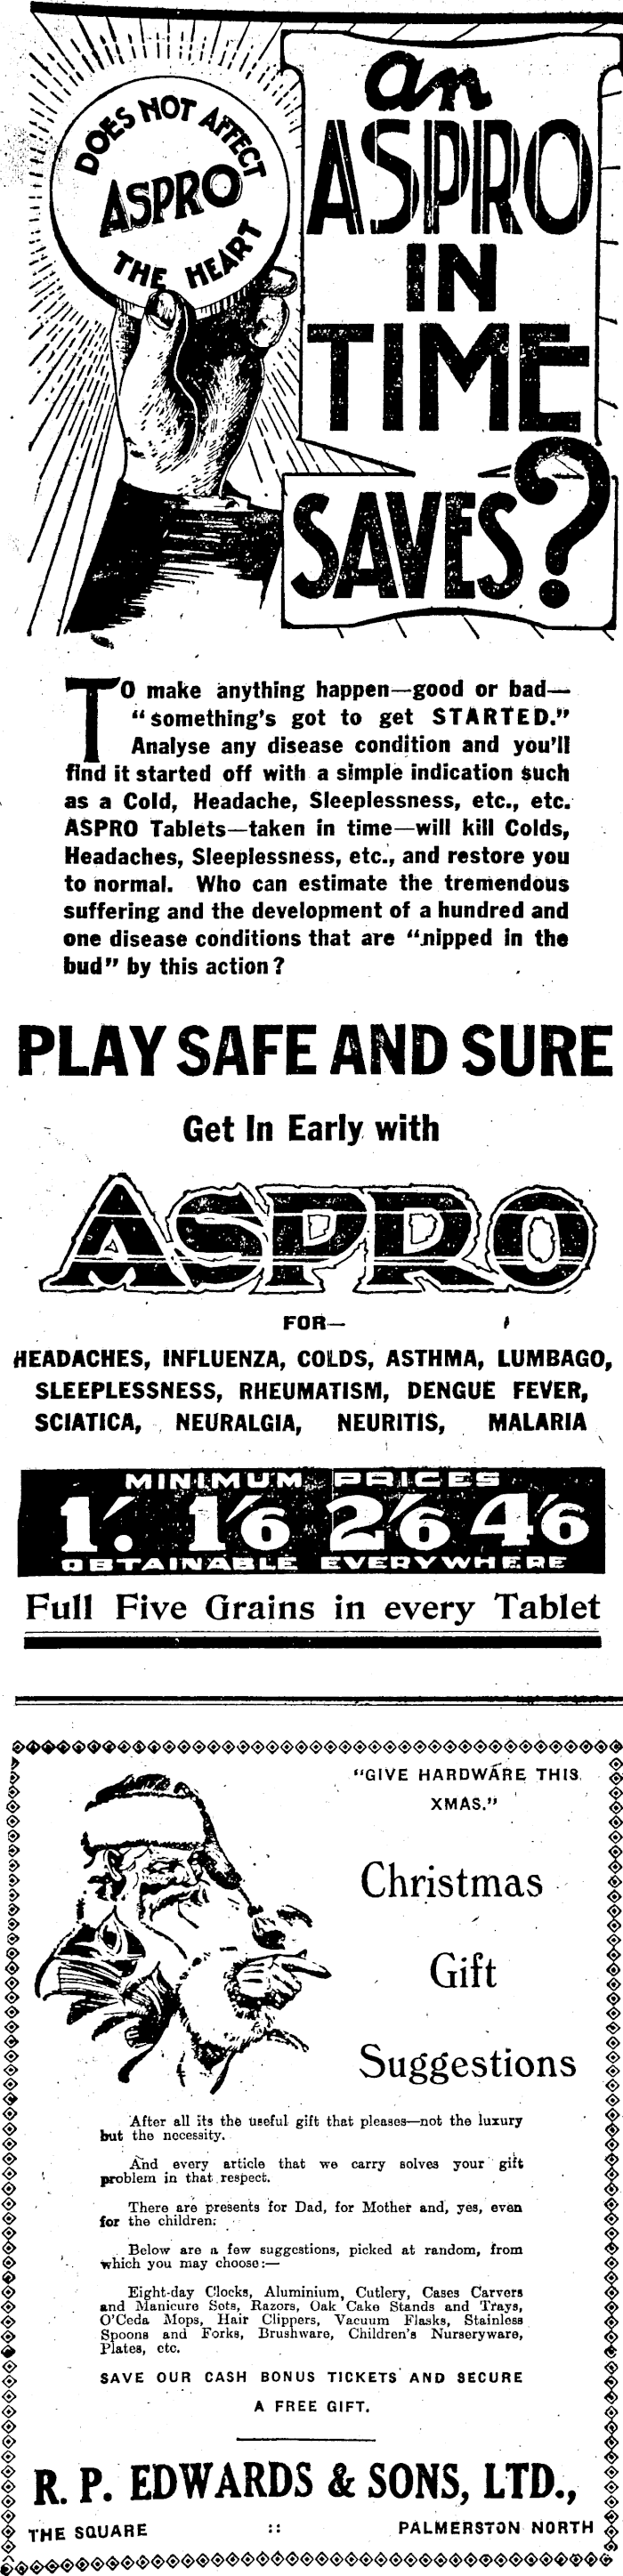 DOES NOT AFFECT
ASPRO
THE HEART
an
ASPRO
IN
TIME
SAVES?
TO make anything happen—good or bad—
"something's got to get STARTED."
Analyse any disease condition and you'll
find it started off with a simple indication such
as a Cold, Headache, Sleeplessness, etc., etc.
ASPRO Tablets—taken in time—will kill Colds,
Headaches, Sleeplessness, etc., and restore you
to normal. Who can estimate the tremendous
suffering and the development of a hundred and
one disease conditions that are "nipped in the
bud" by this action?
PLAY SAFE AND SURE
Get In Early with
ASPRO
FOR—
HEADACHES, INFLUENZA, COLDS, ASTHMA, LUMBAGO,
SLEEPLESSNESS, RHEUMATISM, DENGUE FEVER,
SCIATICA, NEURALGIA, NEURITIS, MALARIA
MINIMUM PRICES
1/. 1/6 2/6 4/6
OBTAINABLE EVERYWHERE
Full Five Grains in every Tablet
"GIVE HARDWARE THIS
XMAS."
Christmas
Gift
Suggestions
After all its the useful gift that pleases—not the luxury
but the necessity.
And every article that we carry solves your gift
problem in that respect.
There are presents for Dad, for Mother and, yes, even
for the children:
Below are a few suggestions, picked at random, from
which you may choose:—
Eight-day Clocks, Aluminium, Cutlery, Cases Carvers
and Manicure Sets, Razors, Oak Cake Stands and Trays,
O'Ceda Mops, Hair Clippers, Vacuum Flasks, Stainless
Spoons and Forks, Brushware, Children's Nurseryware,
Plates, etc.
SAVE OUR CASH BONUS TICKETS AND SECURE
A FREE GIFT.
R. P. EDWARDS & SONS, LTD.,
THE SQUARE :: PALMERSTON NORTH